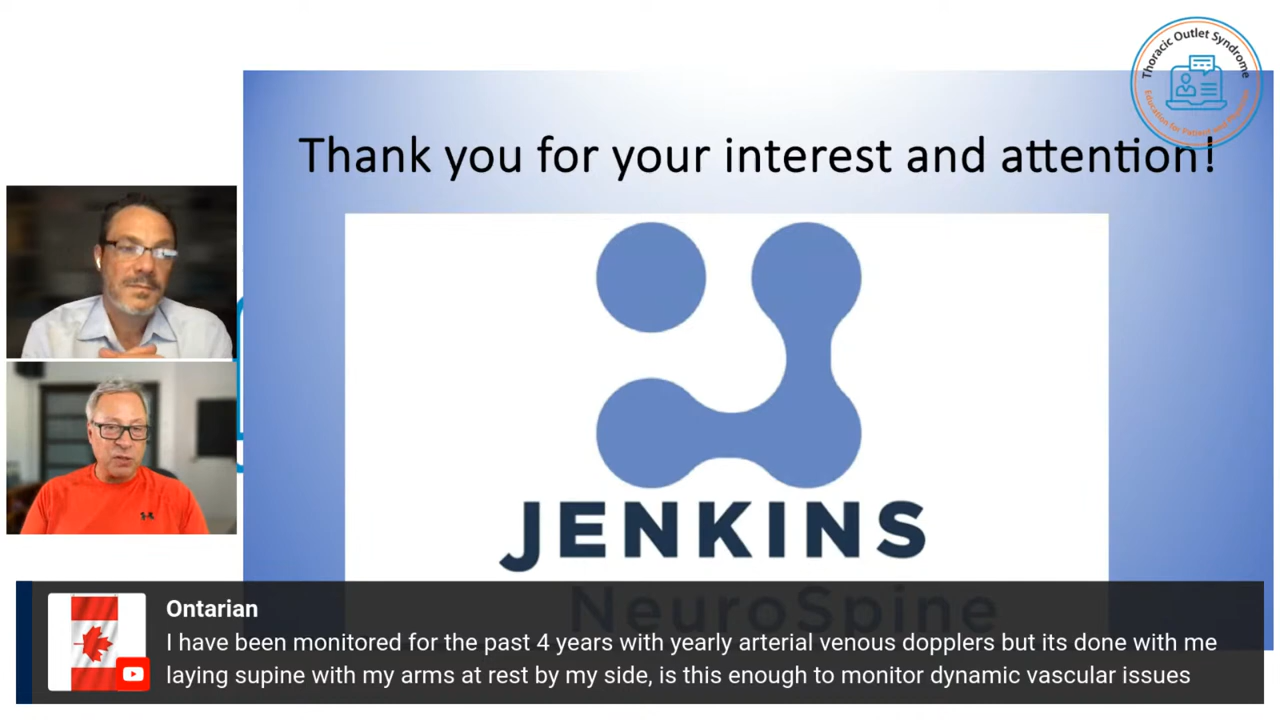 Thoracic Outlet Syndrome
Thank you for your interest and attention!
JENKINS
NeuroSpine
Ontarian
I have been monitored for the past 4 years with yearly arterial venous dopplers but its done with me
laying supine with my arms at rest by my side, is this enough to monitor dynamic vascular issues